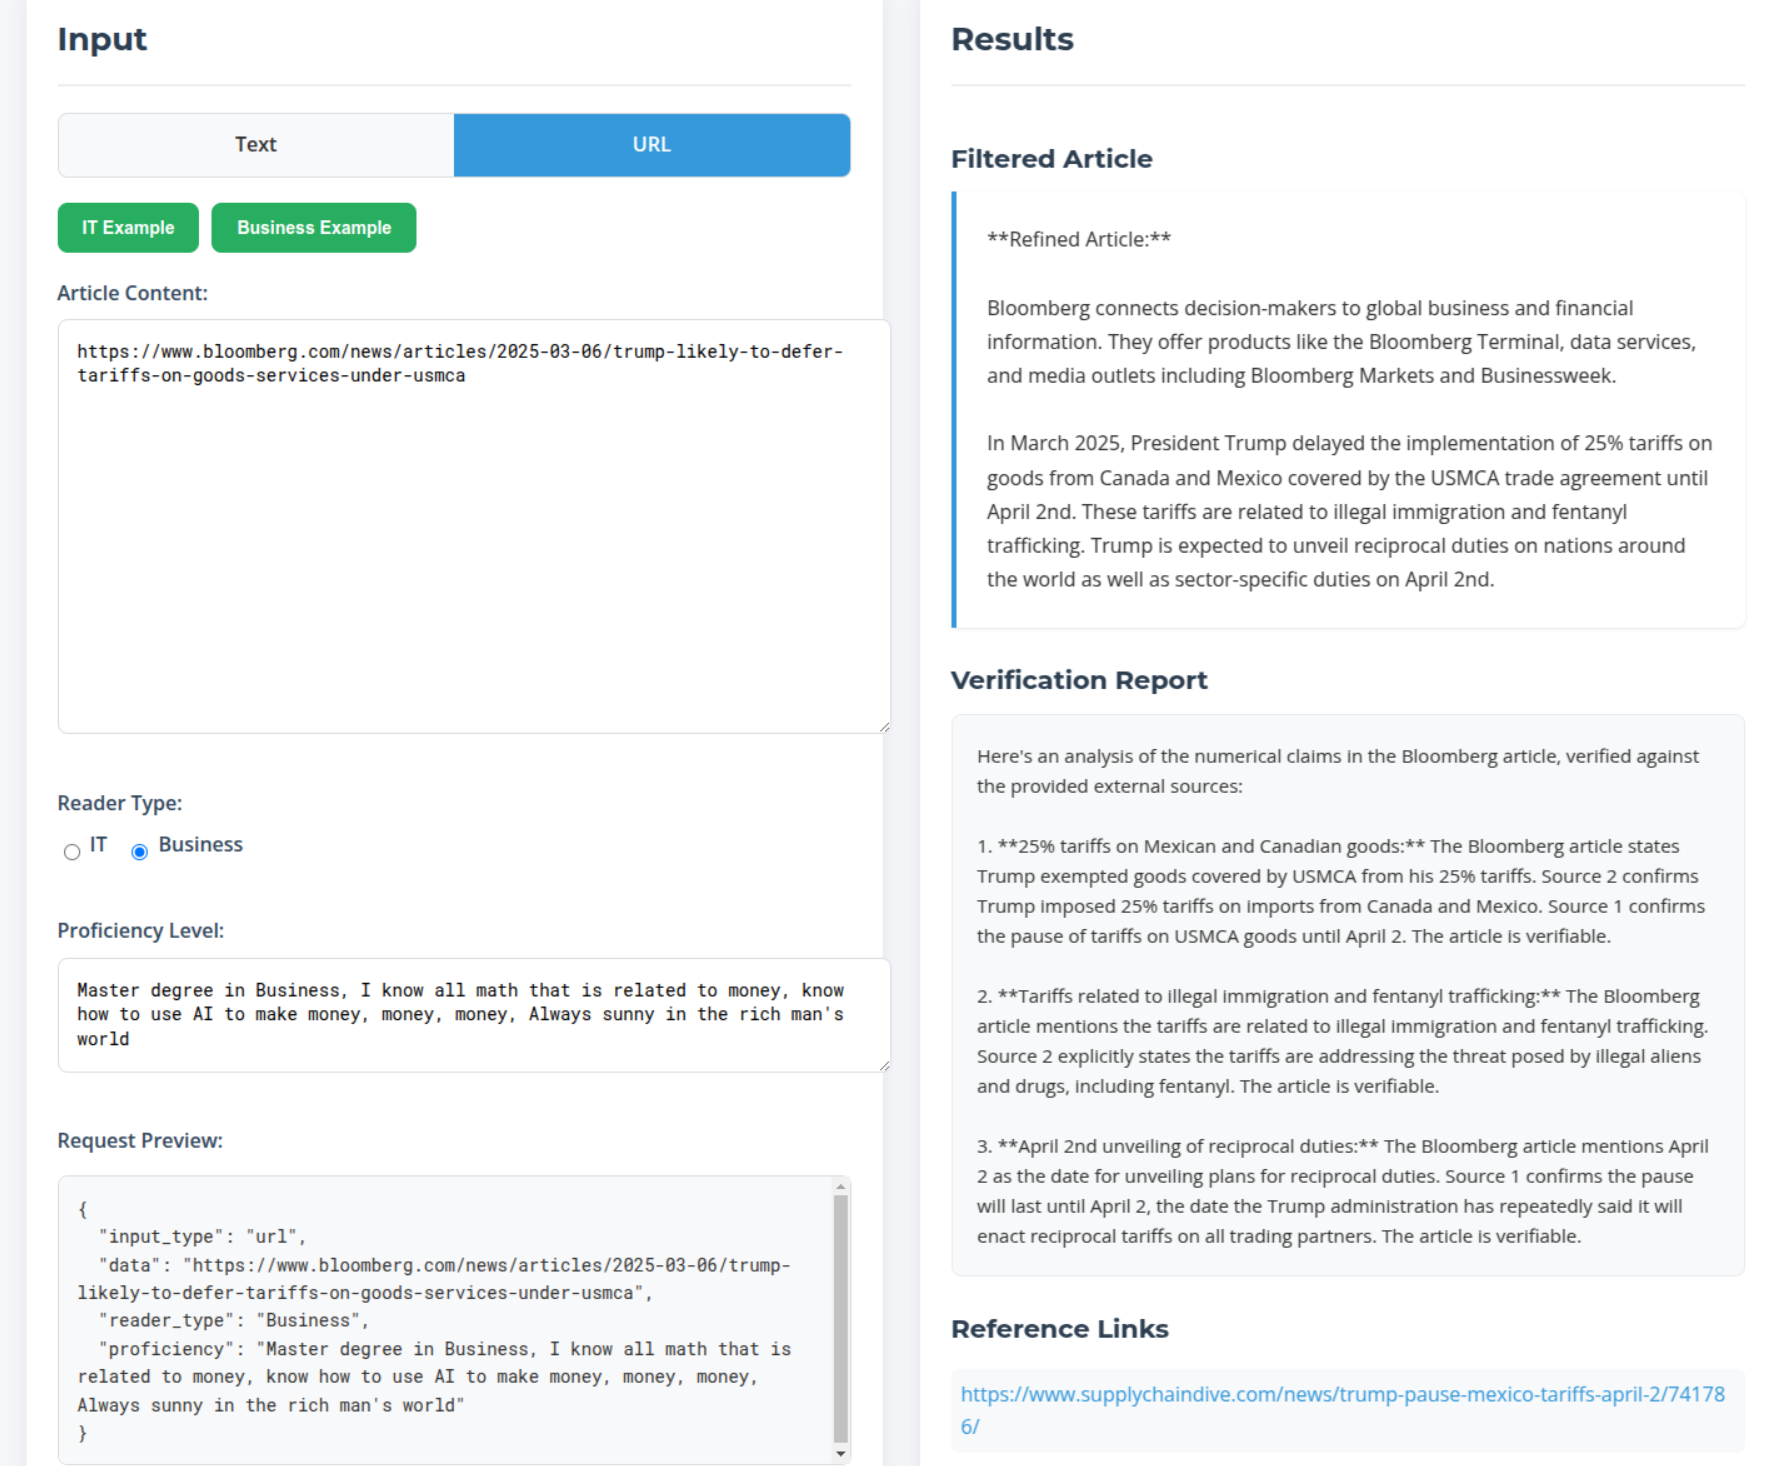 Input
Text
URL
IT Example
Business Example
Article Content:
https://www.bloomberg.com/news/articles/2025-03-06/trump-likely-to-defer-
tariffs-on-goods-services-under-usmca
Reader Type:
IT
Business
Proficiency Level:
Master degree in Business, I know all math that is related to money, know
how to use AI to make money, money, money, Always sunny in the rich man's
world
Request Preview:
{
"input_type": "url",
"data": "https://www.bloomberg.com/news/articles/2025-03-06/trump-
likely-to-defer-tariffs-on-goods-services-under-usmca",
"reader_type": "Business",
"proficiency": "Master degree in Business, I know all math that is
related to money, know how to use AI to make money, money, money,
Always sunny in the rich man's world"
}
Results
Filtered Article
**Refined Article:**
Bloomberg connects decision-makers to global business and financial
information. They offer products like the Bloomberg Terminal, data services,
and media outlets including Bloomberg Markets and Businessweek.
In March 2025, President Trump delayed the implementation of 25% tariffs on
goods from Canada and Mexico covered by the USMCA trade agreement until
April 2nd. These tariffs are related to illegal immigration and fentanyl
trafficking. Trump is expected to unveil reciprocal duties on nations around
the world as well as sector-specific duties on April 2nd.
Verification Report
Here's an analysis of the numerical claims in the Bloomberg article, verified against
the provided external sources:
1. **25% tariffs on Mexican and Canadian goods:** The Bloomberg article states
Trump exempted goods covered by USMCA from his 25% tariffs. Source 2 confirms
Trump imposed 25% tariffs on imports from Canada and Mexico. Source 1 confirms
the pause of tariffs on USMCA goods until April 2. The article is verifiable.
2. **Tariffs related to illegal immigration and fentanyl trafficking:** The Bloomberg
article mentions the tariffs are related to illegal immigration and fentanyl trafficking.
Source 2 explicitly states the tariffs are addressing the threat posed by illegal aliens
and drugs, including fentanyl. The article is verifiable.
3. **April 2nd unveiling of reciprocal duties:** The Bloomberg article mentions April
2 as the date for unveiling plans for reciprocal duties. Source 1 confirms the pause
will last until April 2, the date the Trump administration has repeatedly said it will
enact reciprocal tariffs on all trading partners. The article is verifiable.
Reference Links
https://www.supplychaindive.com/news/trump-pause-mexico-tariffs-april-2/74178
6/